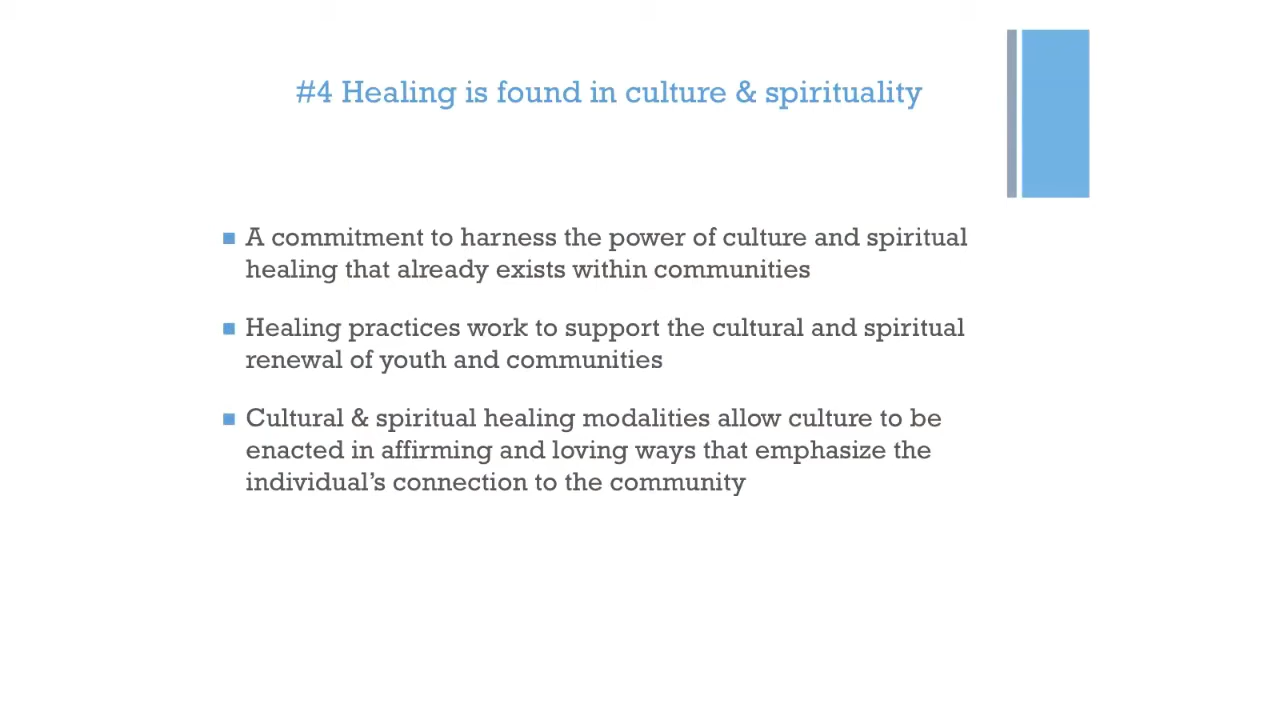 #4 Healing is found in culture & spirituality
A commitment to harness the power of culture and spiritual
healing that already exists within communities
Healing practices work to support the cultural and spiritual
renewal of youth and communities
Cultural & spiritual healing modalities allow culture to be
enacted in affirming and loving ways that emphasize the
individual’s connection to the community